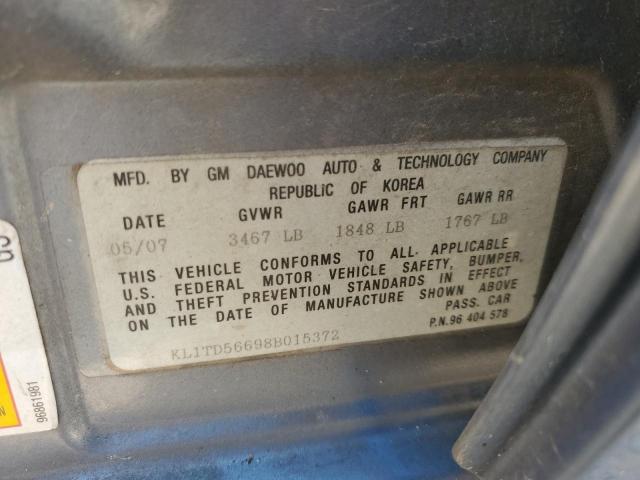 MFD. BY GM DAEWOO AUTO & TECHNOLOGY COMPANY
REPUBLIC OF KOREA
DATE GVWR GAWR FRT GAWR RR
05/07 3467 LB 1848 LB 1767 LB
THIS VEHICLE CONFORMS TO ALL APPLICABLE
U.S. FEDERAL MOTOR VEHICLE SAFETY, BUMPER,
AND THEFT PREVENTION STANDARDS IN EFFECT
ON THE DATE OF MANUFACTURE SHOWN ABOVE
PASS. CAR
KL1TD56698B015372 P.N.96 404 578
96861981